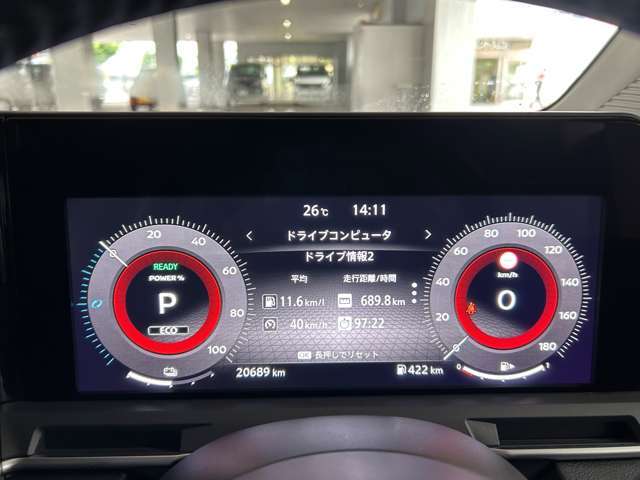 26℃ 14:11
ドライブコンピュータ
ドライブ情報2
平均 走行距離/時間
11.6km/l 689.8km
40km/h 97:22
OK 長押しでリセット
20689 km 422 km
READY
POWER %
P
ECO
0 20 40 60 80 100
km/h
0
0 20 40 60 80 100 120 140 160 180